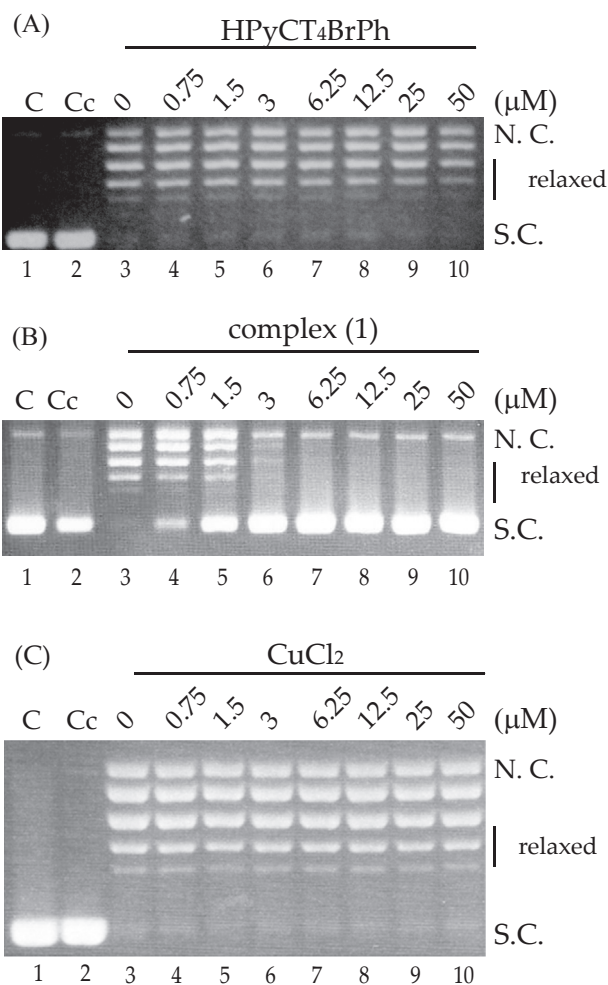 (A)
HPyCT₄BrPh
C Cc 0 0.75 1.5 3 6.25 12.5 25 50 (μM)
N. C.
relaxed
S.C.
1 2 3 4 5 6 7 8 9 10
(B)
complex (1)
C Cc 0 0.75 1.5 3 6.25 12.5 25 50 (μM)
N. C.
relaxed
S.C.
1 2 3 4 5 6 7 8 9 10
(C)
CuCl₂
C Cc 0 0.75 1.5 3 6.25 12.5 25 50 (μM)
N. C.
relaxed
S.C.
1 2 3 4 5 6 7 8 9 10